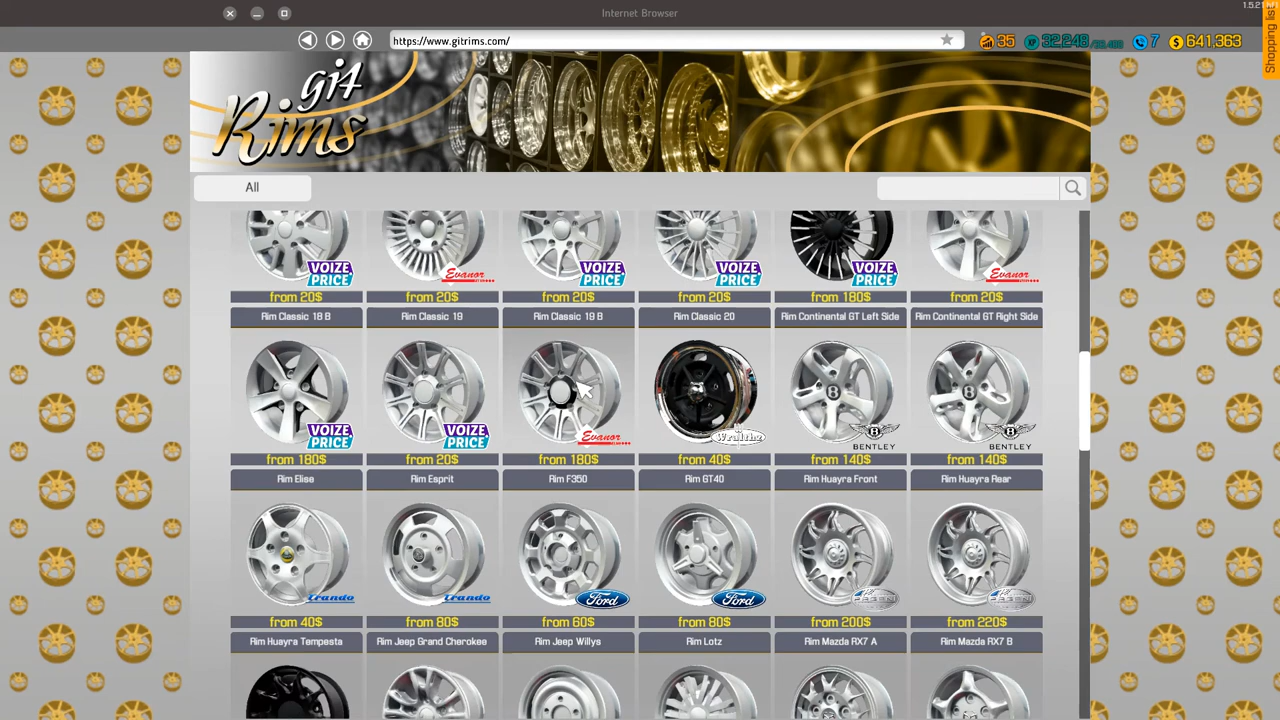 Internet Browser
1.5.2
https://www.gitrims.com/
35
32,248
7
641,363
Shopping list
git Rims
All
VOIZE PRICE
Evanor
VOIZE PRICE
VOIZE PRICE
VOIZE PRICE
Evanor
from 20$ from 20$ from 20$ from 20$ from 180$ from 20$
Rim Classic 18 B Rim Classic 19 Rim Classic 19 B Rim Classic 20 Rim Continental GT Left Side Rim Continental GT Right Side
VOIZE PRICE
VOIZE PRICE
Evanor
BENTLEY
BENTLEY
from 180$ from 20$ from 180$ from 40$ from 140$ from 140$
Rim Elise Rim Esprit Rim F350 Rim GT40 Rim Huayra Front Rim Huayra Rear
Trando
Trando
Ford
Ford
from 40$ from 80$ from 60$ from 80$ from 200$ from 220$
Rim Huayra Tempesta Rim Jeep Grand Cherokee Rim Jeep Willys Rim Lotz Rim Mazda RX7 A Rim Mazda RX7 B